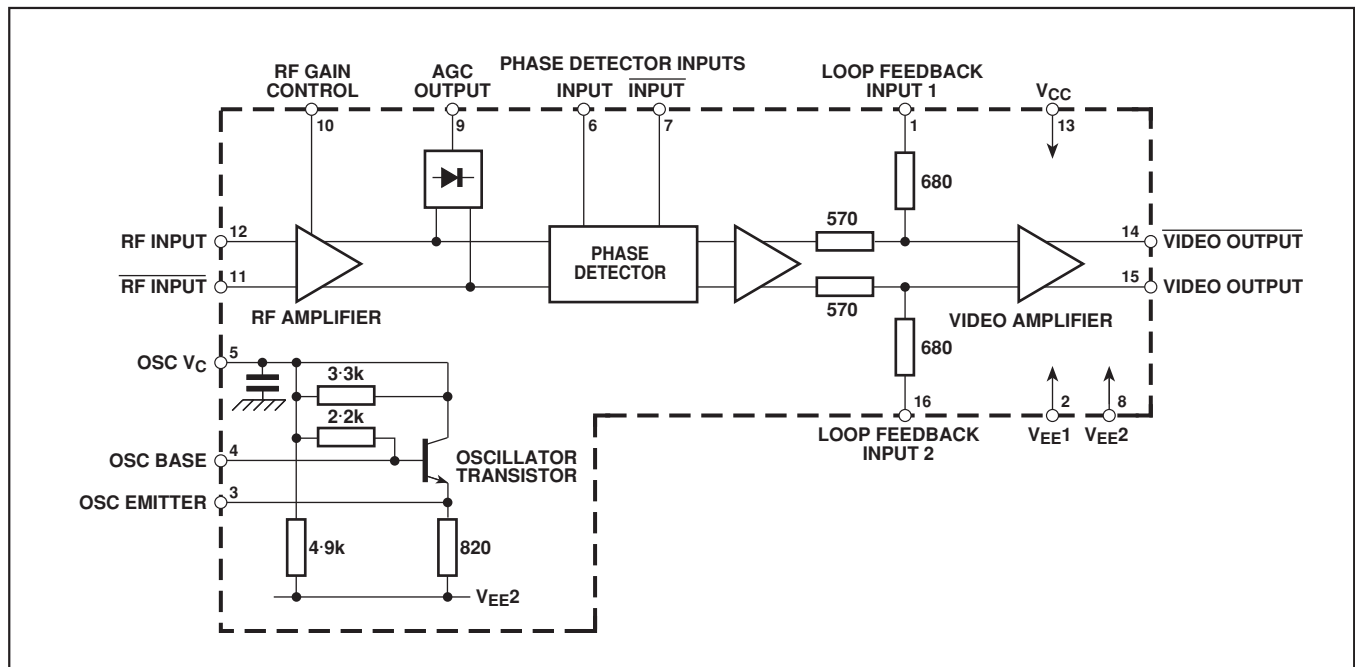 RF GAIN
CONTROL
AGC
OUTPUT
PHASE DETECTOR INPUTS
INPUT
INPUT
LOOP FEEDBACK
INPUT 1
VCC
10
9
6
7
1
13
680
570
RF INPUT
12
PHASE
DETECTOR
14
VIDEO OUTPUT
RF INPUT
11
15
VIDEO OUTPUT
RF AMPLIFIER
570
VIDEO AMPLIFIER
680
OSC VC
5
3·3k
2·2k
16
2
8
LOOP FEEDBACK
INPUT 2
VEE1
VEE2
OSC BASE
4
OSCILLATOR
TRANSISTOR
OSC EMITTER
3
4·9k
820
VEE2